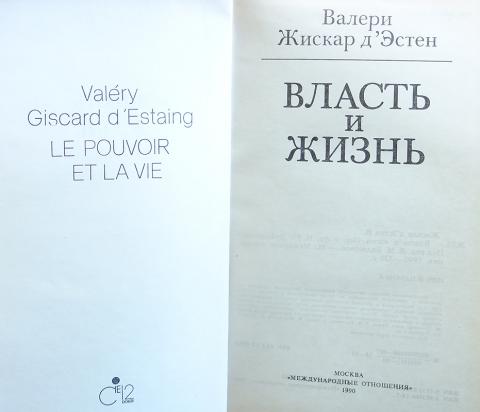 Valéry
Giscard d'Estaing
LE POUVOIR
ET LA VIE
Валери
Жискар д'Эстен
ВЛАСТЬ
и
ЖИЗНЬ
МОСКВА
«МЕЖДУНАРОДНЫЕ ОТНОШЕНИЯ»
1990